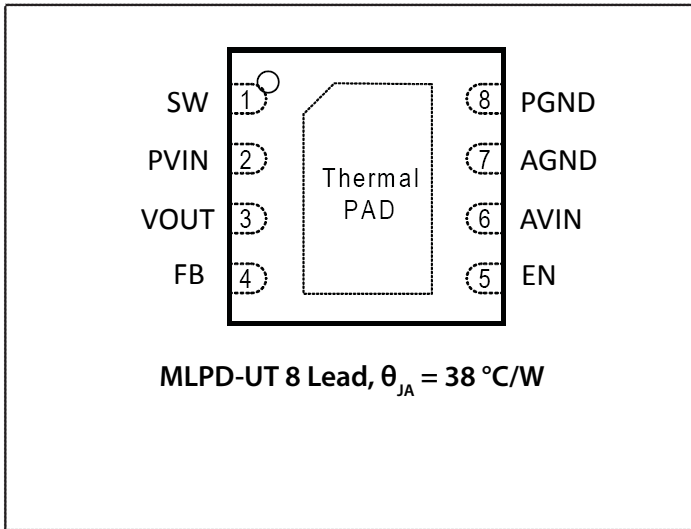 SW 1 8 PGND
PVIN 2 7 AGND
Thermal
PAD
VOUT 3 6 AVIN
FB 4 5 EN
MLPD-UT 8 Lead, θJA = 38 °C/W